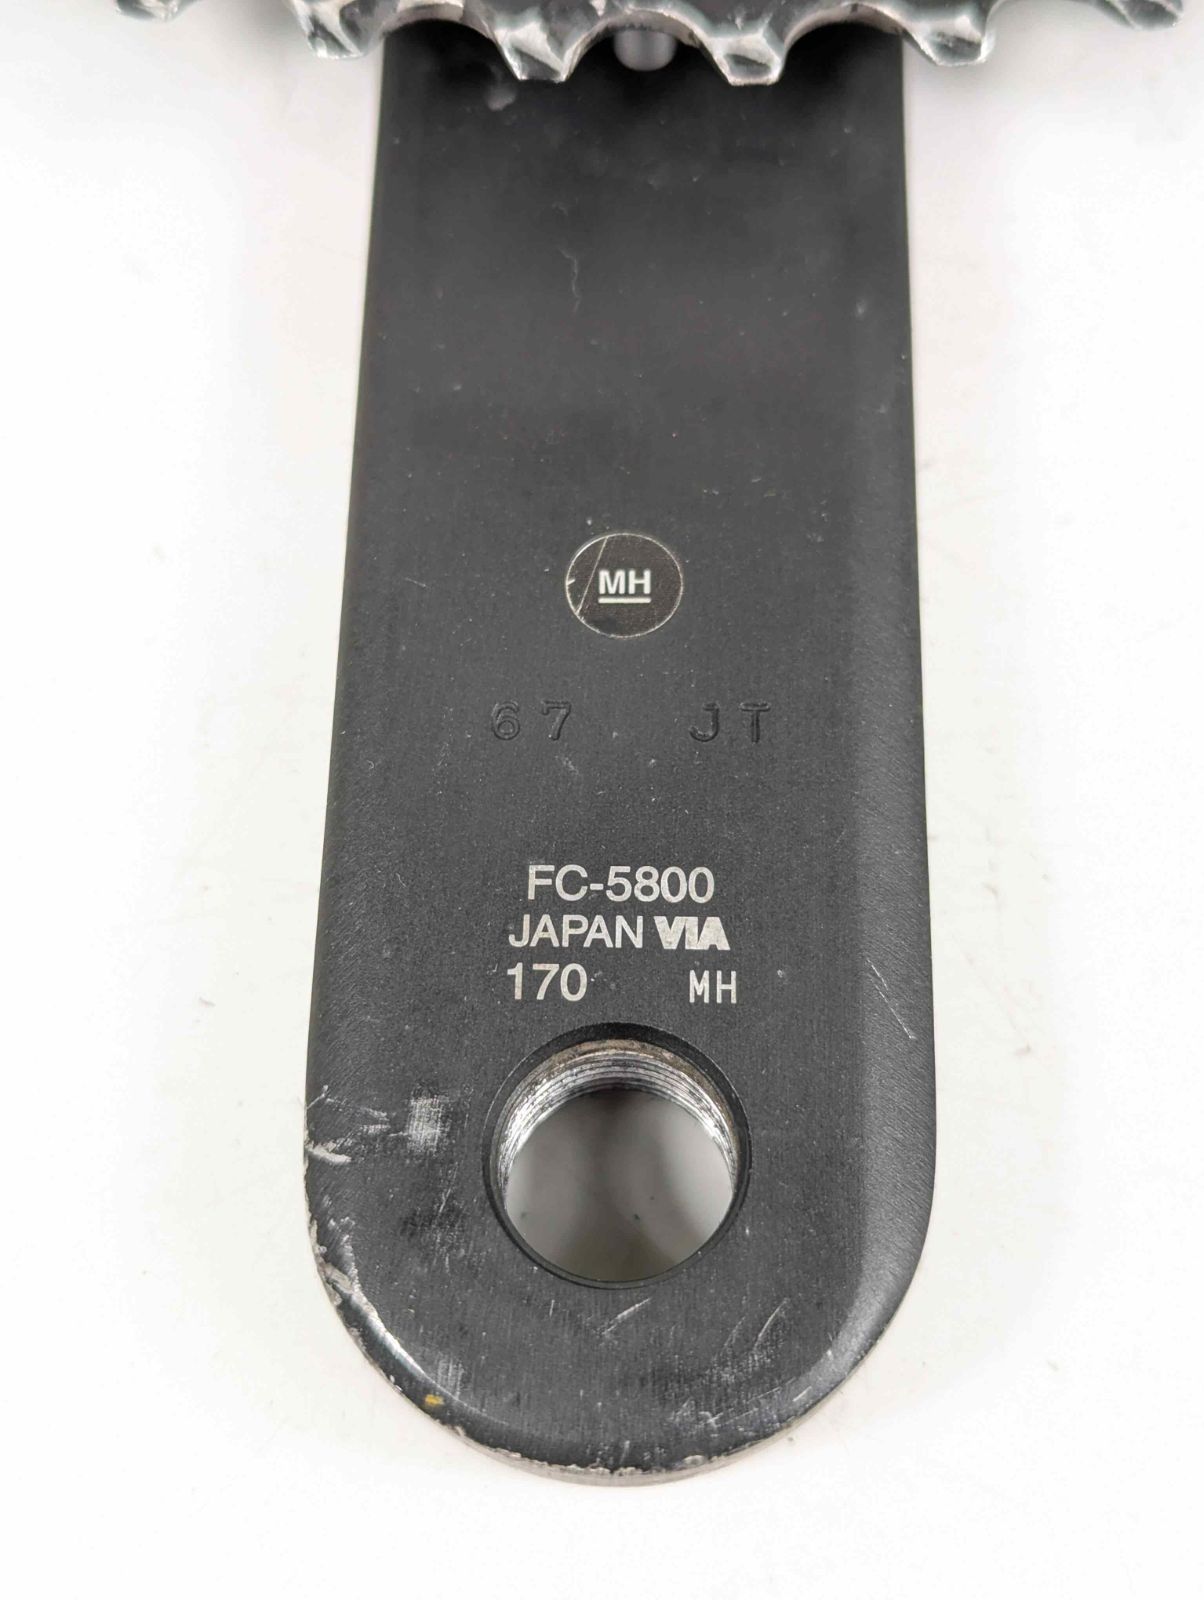 MH
67 JT
FC-5800
JAPAN VIA
170 MH